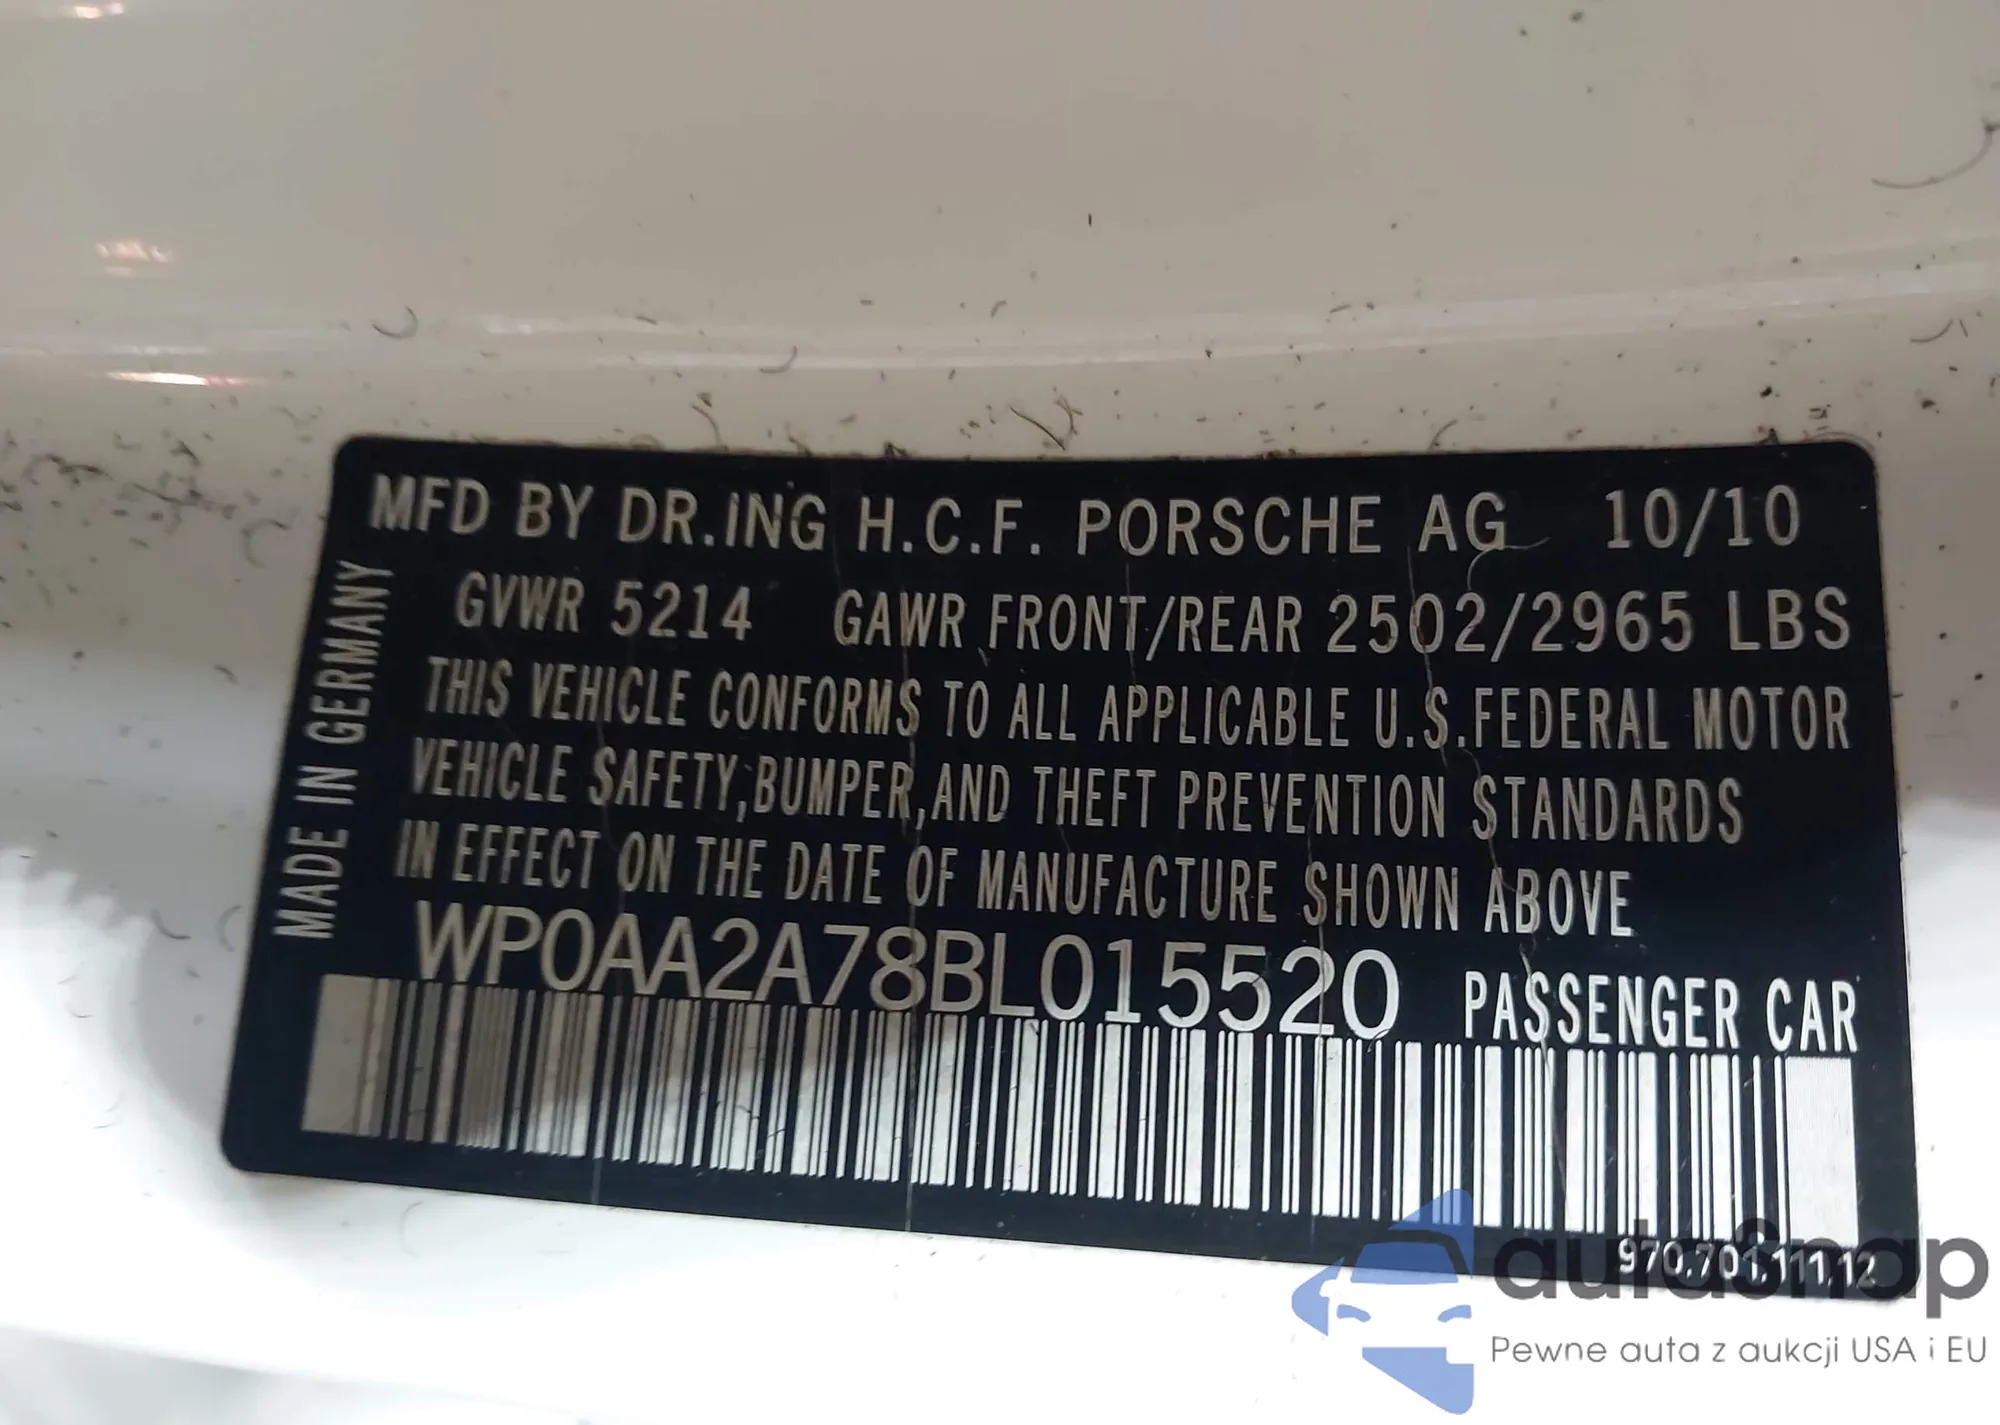 MFD BY DR.ING H.C.F. PORSCHE AG 10/10
GVWR 5214 GAWR FRONT/REAR 2502/2965 LBS
THIS VEHICLE CONFORMS TO ALL APPLICABLE U.S.FEDERAL MOTOR
VEHICLE SAFETY,BUMPER,AND THEFT PREVENTION STANDARDS
IN EFFECT ON THE DATE OF MANUFACTURE SHOWN ABOVE
WP0AA2A78BL015520 PASSENGER CAR
MADE IN GERMANY
970.701.111.12
auta3nap
Pewne auta z aukcji USA i EU